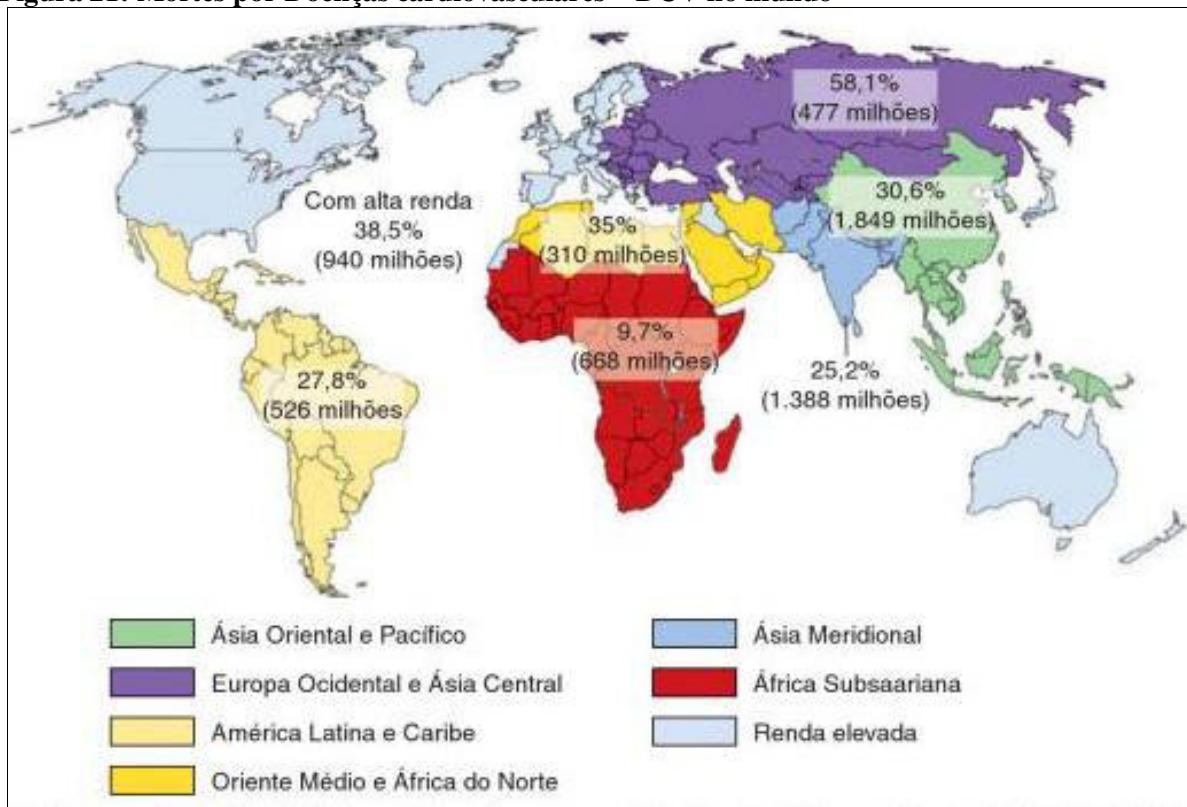 Figura 21: Mortes por Doenças cardiovasculares – DCV no mundo
58,1%
(477 milhões)
30,6%
(1.849 milhões)
Com alta renda
38,5%
(940 milhões)
35%
(310 milhões)
9,7%
(668 milhões)
25,2%
(1.388 milhões)
27,8%
(526 milhões
Ásia Oriental e Pacífico
Ásia Meridional
Europa Ocidental e Ásia Central
África Subsaariana
América Latina e Caribe
Renda elevada
Oriente Médio e África do Norte